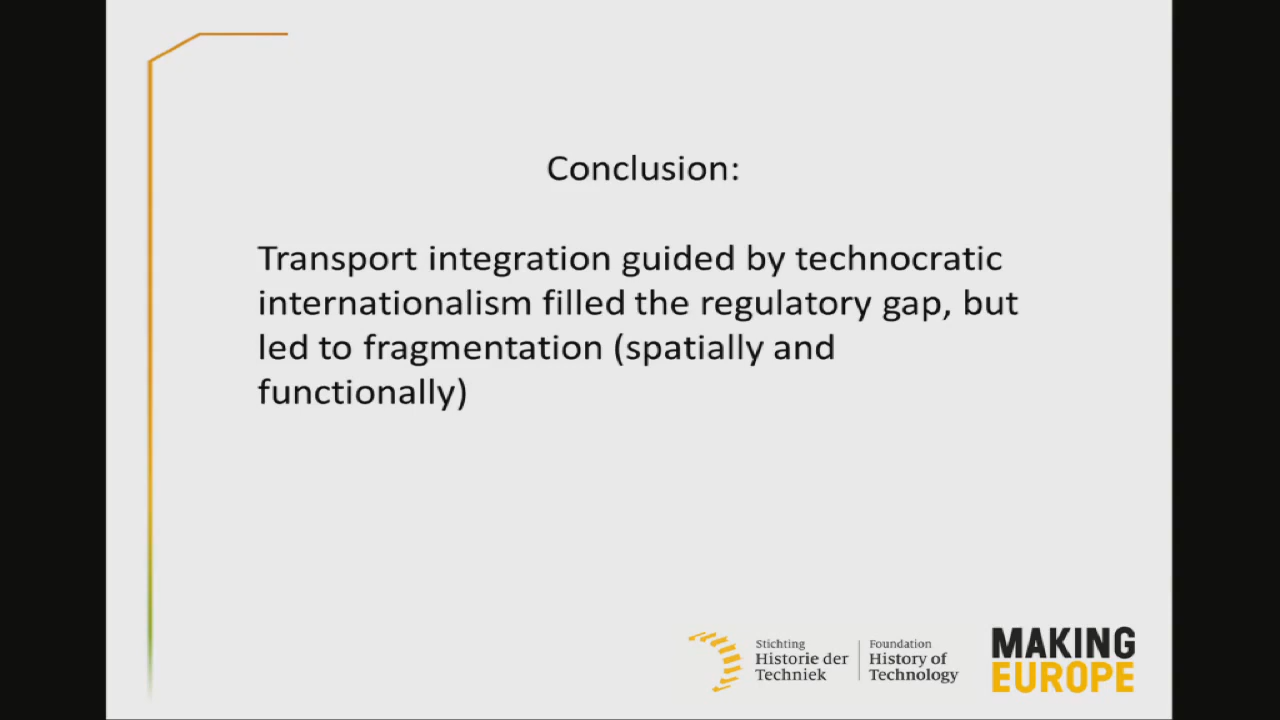 Conclusion:
Transport integration guided by technocratic
internationalism filled the regulatory gap, but
led to fragmentation (spatially and
functionally)
Stichting
Historie der
Techniek
Foundation
History of
Technology
MAKING
EUROPE